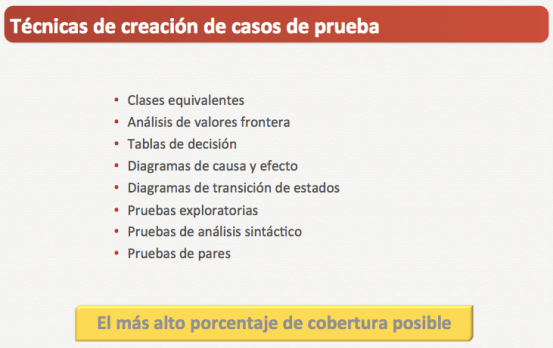 Técnicas de creación de casos de prueba
• Clases equivalentes
• Análisis de valores frontera
• Tablas de decisión
• Diagramas de causa y efecto
• Diagramas de transición de estados
• Pruebas exploratorias
• Pruebas de análisis sintáctico
• Pruebas de pares
El más alto porcentaje de cobertura posible